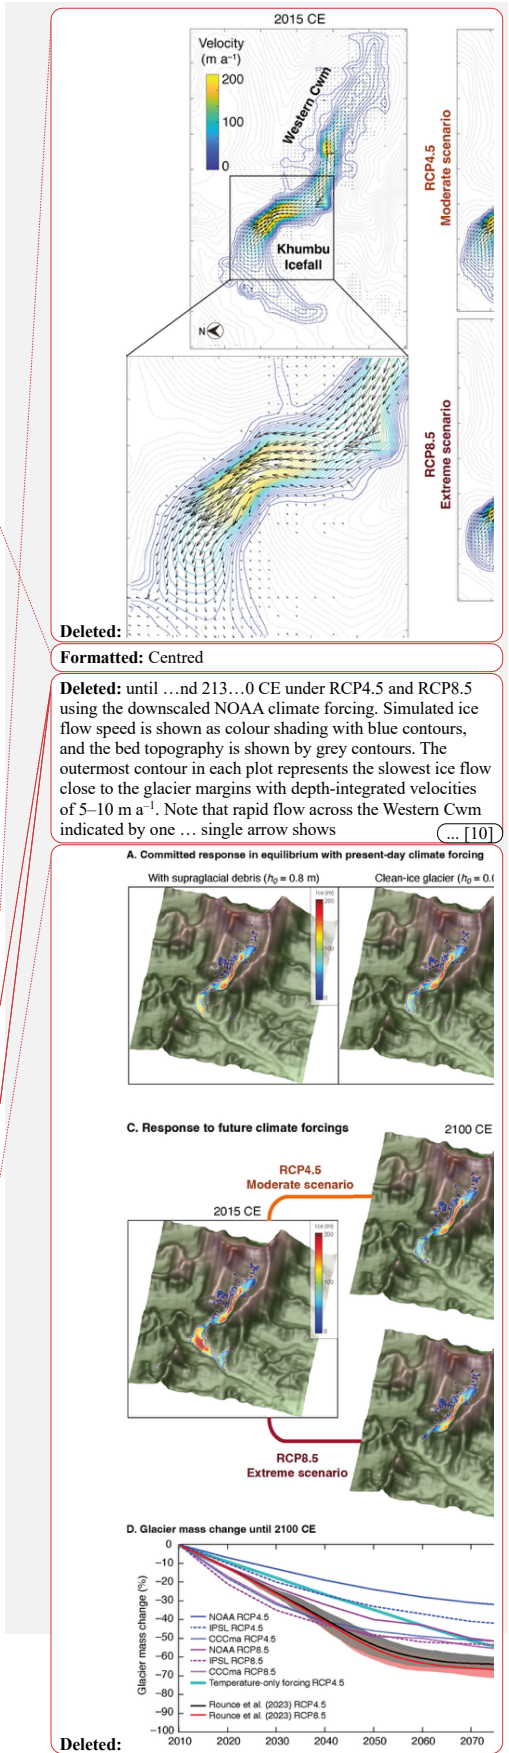 2015 CE
Velocity
(m a⁻¹)
200
100
0
Western Cwm
Khumbu
Icefall
N
RCP4.5
Moderate scenario
RCP8.5
Extreme scenario
Deleted:
Formatted: Centred
Deleted: until …nd 213…0 CE under RCP4.5 and RCP8.5
using the downscaled NOAA climate forcing. Simulated ice
flow speed is shown as colour shading with blue contours,
and the bed topography is shown by grey contours. The
outermost contour in each plot represents the slowest ice flow
close to the glacier margins with depth-integrated velocities
of 5–10 m a⁻¹. Note that rapid flow across the Western Cwm
indicated by one … single arrow shows
... [10]
A. Committed response in equilibrium with present-day climate forcing
With supraglacial debris (h₀ = 0.8 m)
Clean-ice glacier (h₀ = 0.0
Ice (m)
200
100
0
C. Response to future climate forcings
2100 CE
RCP4.5
Moderate scenario
2015 CE
Ice (m)
200
100
0
RCP8.5
Extreme scenario
D. Glacier mass change until 2100 CE
Glacier mass change (%)
0
−10
−20
−30
−40
−50
−60
−70
−80
−90
−100
NOAA RCP4.5
IPSL RCP4.5
CCCma RCP4.5
NOAA RCP8.5
IPSL RCP8.5
CCCma RCP8.5
Temperature-only forcing RCP4.5
Rounce et al. (2023) RCP4.5
Rounce et al. (2023) RCP8.5
2010 2020 2030 2040 2050 2060 2070
Deleted: